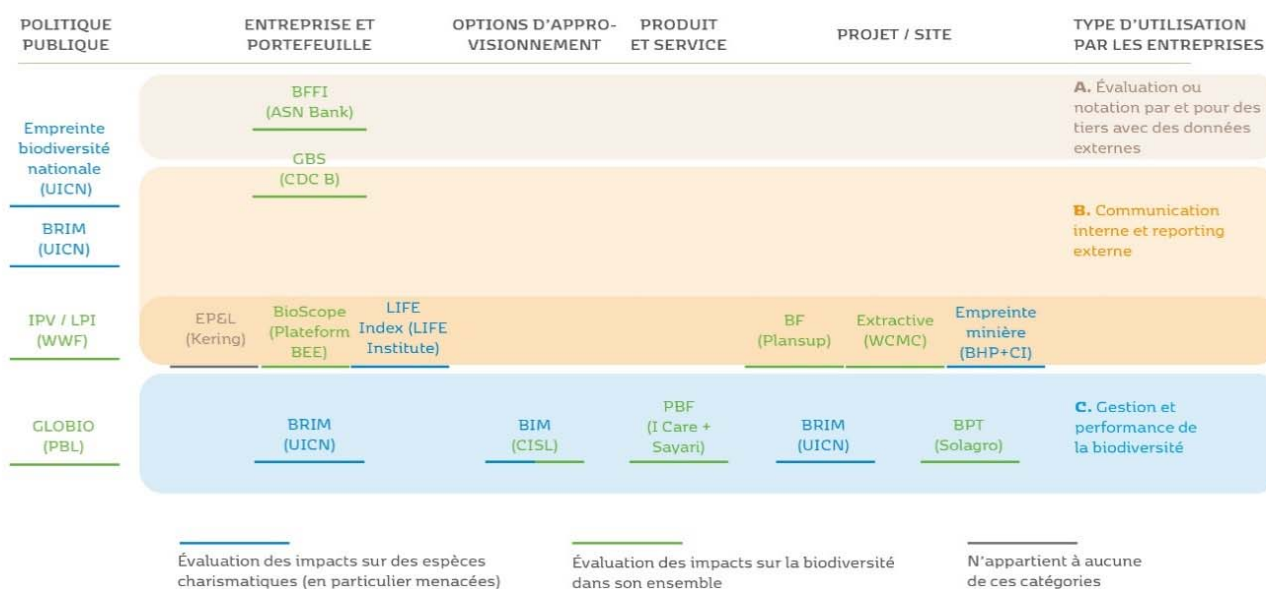 POLITIQUE
PUBLIQUE
ENTREPRISE ET
PORTEFEUILLE
OPTIONS D'APPRO-
VISIONNEMENT
PRODUIT
ET SERVICE
PROJET / SITE
TYPE D'UTILISATION
PAR LES ENTREPRISES
Empreinte
biodiversité
nationale
(UICN)
BRIM
(UICN)
IPV / LPI
(WWF)
GLOBIO
(PBL)
BFFI
(ASN Bank)
GBS
(CDC B)
A. Évaluation ou
notation par et pour des
tiers avec des données
externes
B. Communication
interne et reporting
externe
EP&L
(Kering)
BioScope
(Plateform
BEE)
LIFE
Index (LIFE
Institute)
BF
(Plansup)
Extractive
(WCMC)
Empreinte
minière
(BHP+CI)
BRIM
(UICN)
BIM
(CISL)
PBF
(I Care +
Sayari)
BRIM
(UICN)
BPT
(Solagro)
C. Gestion et
performance de
la biodiversité
Évaluation des impacts sur des espèces
charismatiques (en particulier menacées)
Évaluation des impacts sur la biodiversité
dans son ensemble
N'appartient à aucune
de ces catégories